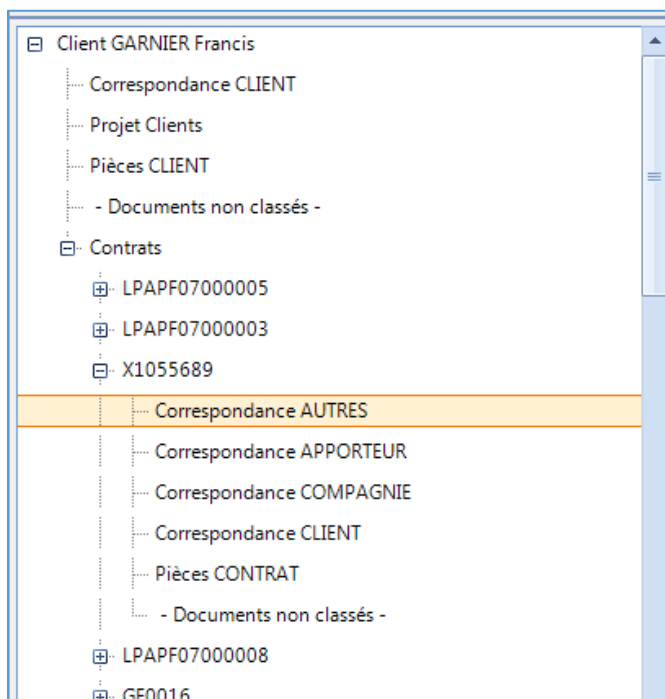 Client GARNIER Francis
Correspondance CLIENT
Projet Clients
Pièces CLIENT
- Documents non classés -
Contrats
LPAPF07000005
LPAPF07000003
X1055689
Correspondance AUTRES
Correspondance APPORTEUR
Correspondance COMPAGNIE
Correspondance CLIENT
Pièces CONTRAT
- Documents non classés -
LPAPF07000008
GF0016